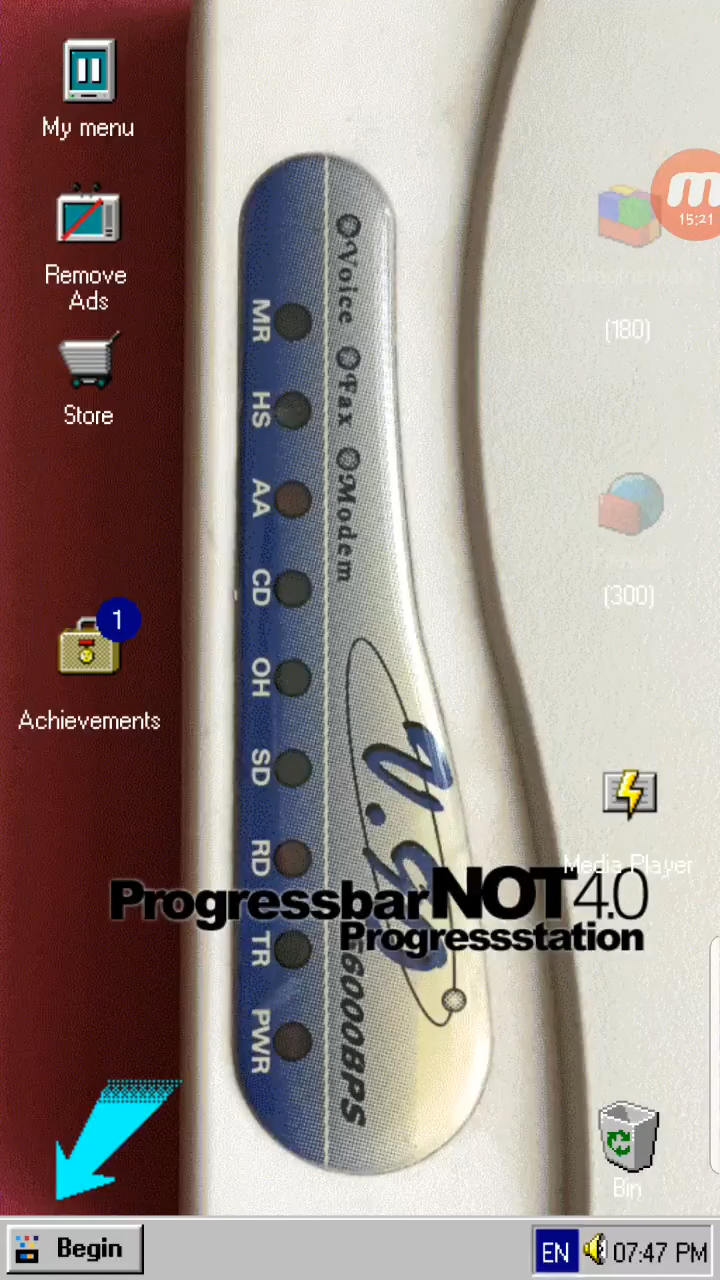 My menu
Remove
Ads
Store
1
Achievements
15:21
(180)
(300)
Media Player
Bin
Voice
Fax
Modem
MR
HS
AA
CD
OH
SD
RD
TR
PWR
V.90
56000BPS
ProgressbarNOT4.0
Progressstation
Begin
EN
07:47 PM